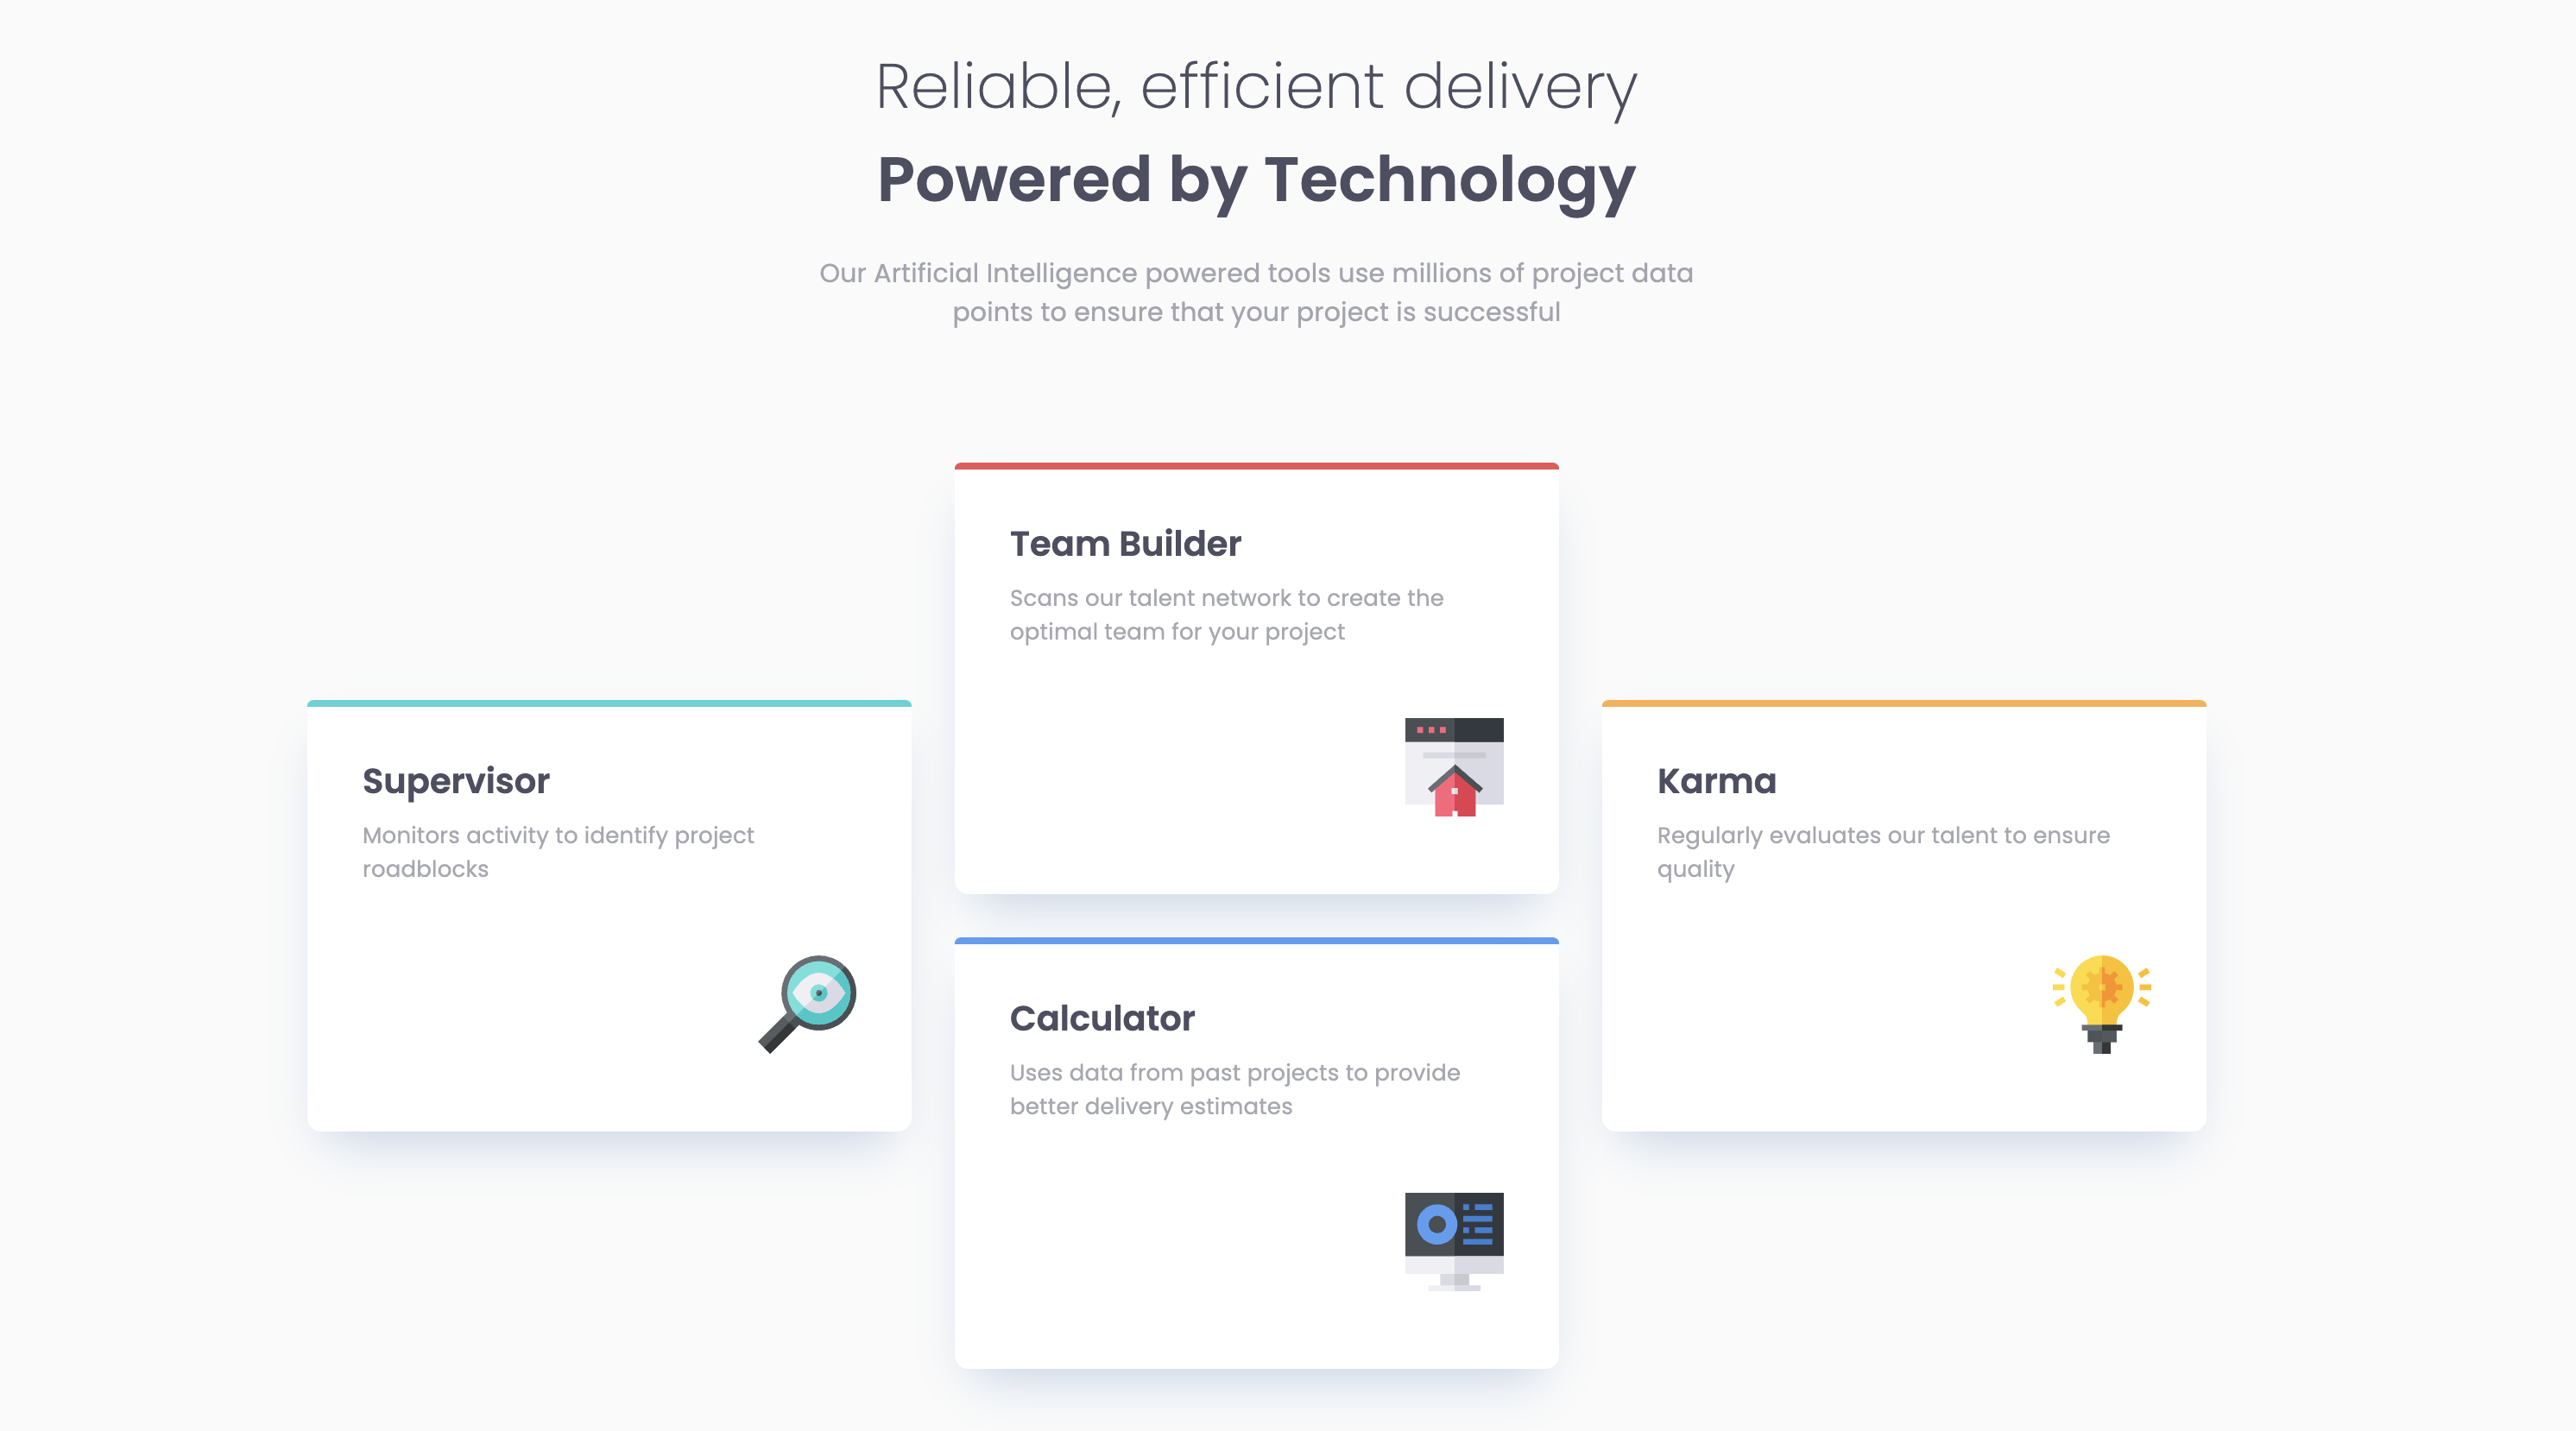 Reliable, efficient delivery
Powered by Technology
Our Artificial Intelligence powered tools use millions of project data
points to ensure that your project is successful
Team Builder
Scans our talent network to create the
optimal team for your project
Supervisor
Monitors activity to identify project
roadblocks
Karma
Regularly evaluates our talent to ensure
quality
Calculator
Uses data from past projects to provide
better delivery estimates